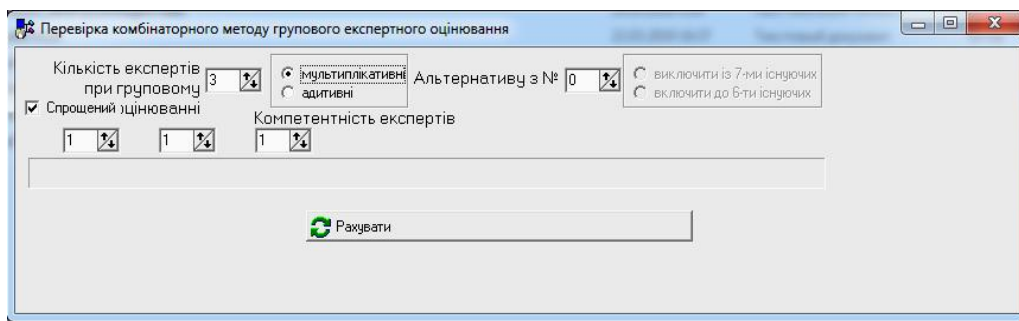 Перевірка комбінаторного методу групового експертного оцінювання
Кількість експертів
при груповому
3
мультиплікативні
адитивні
Альтернативу з №
0
виключити із 7-ми існуючих
включити до 6-ти існуючих
Спрощений оцінюванні
Компетентність експертів
1
1
1
Рахувати